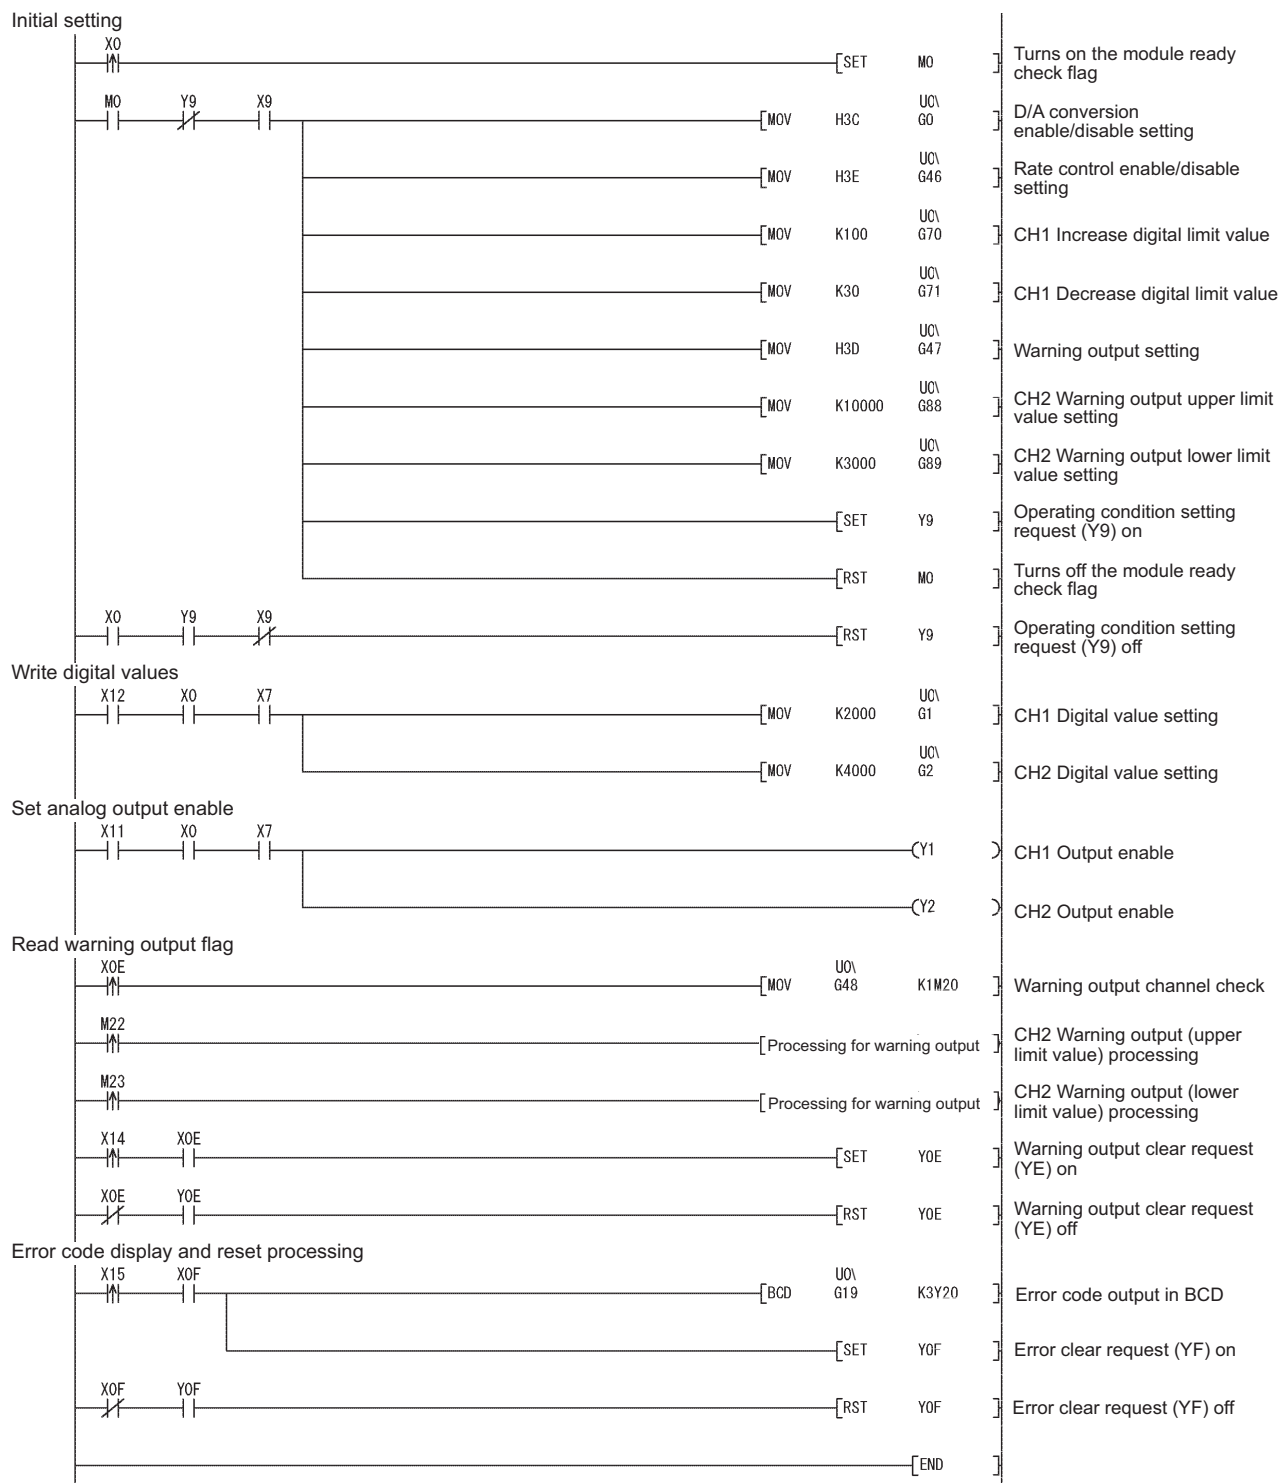 Initial setting
X0
SET M0
Turns on the module ready
check flag
M0 Y9 X9
U0\
MOV H3C G0
D/A conversion
enable/disable setting
U0\
MOV H3E G46
Rate control enable/disable
setting
U0\
MOV K100 G70
CH1 Increase digital limit value
U0\
MOV K30 G71
CH1 Decrease digital limit value
U0\
MOV H3D G47
Warning output setting
U0\
MOV K10000 G88
CH2 Warning output upper limit
value setting
U0\
MOV K3000 G89
CH2 Warning output lower limit
value setting
SET Y9
Operating condition setting
request (Y9) on
RST M0
Turns off the module ready
check flag
X0 Y9 X9
RST Y9
Operating condition setting
request (Y9) off
Write digital values
X12 X0 X7
U0\
MOV K2000 G1
CH1 Digital value setting
U0\
MOV K4000 G2
CH2 Digital value setting
Set analog output enable
X11 X0 X7
Y1
CH1 Output enable
Y2
CH2 Output enable
Read warning output flag
X0E
U0\
MOV G48 K1M20
Warning output channel check
M22
Processing for warning output
CH2 Warning output (upper
limit value) processing
M23
Processing for warning output
CH2 Warning output (lower
limit value) processing
X14 X0E
SET Y0E
Warning output clear request
(YE) on
X0E Y0E
RST Y0E
Warning output clear request
(YE) off
Error code display and reset processing
X15 X0F
U0\
BCD G19 K3Y20
Error code output in BCD
SET Y0F
Error clear request (YF) on
X0F Y0F
RST Y0F
Error clear request (YF) off
END